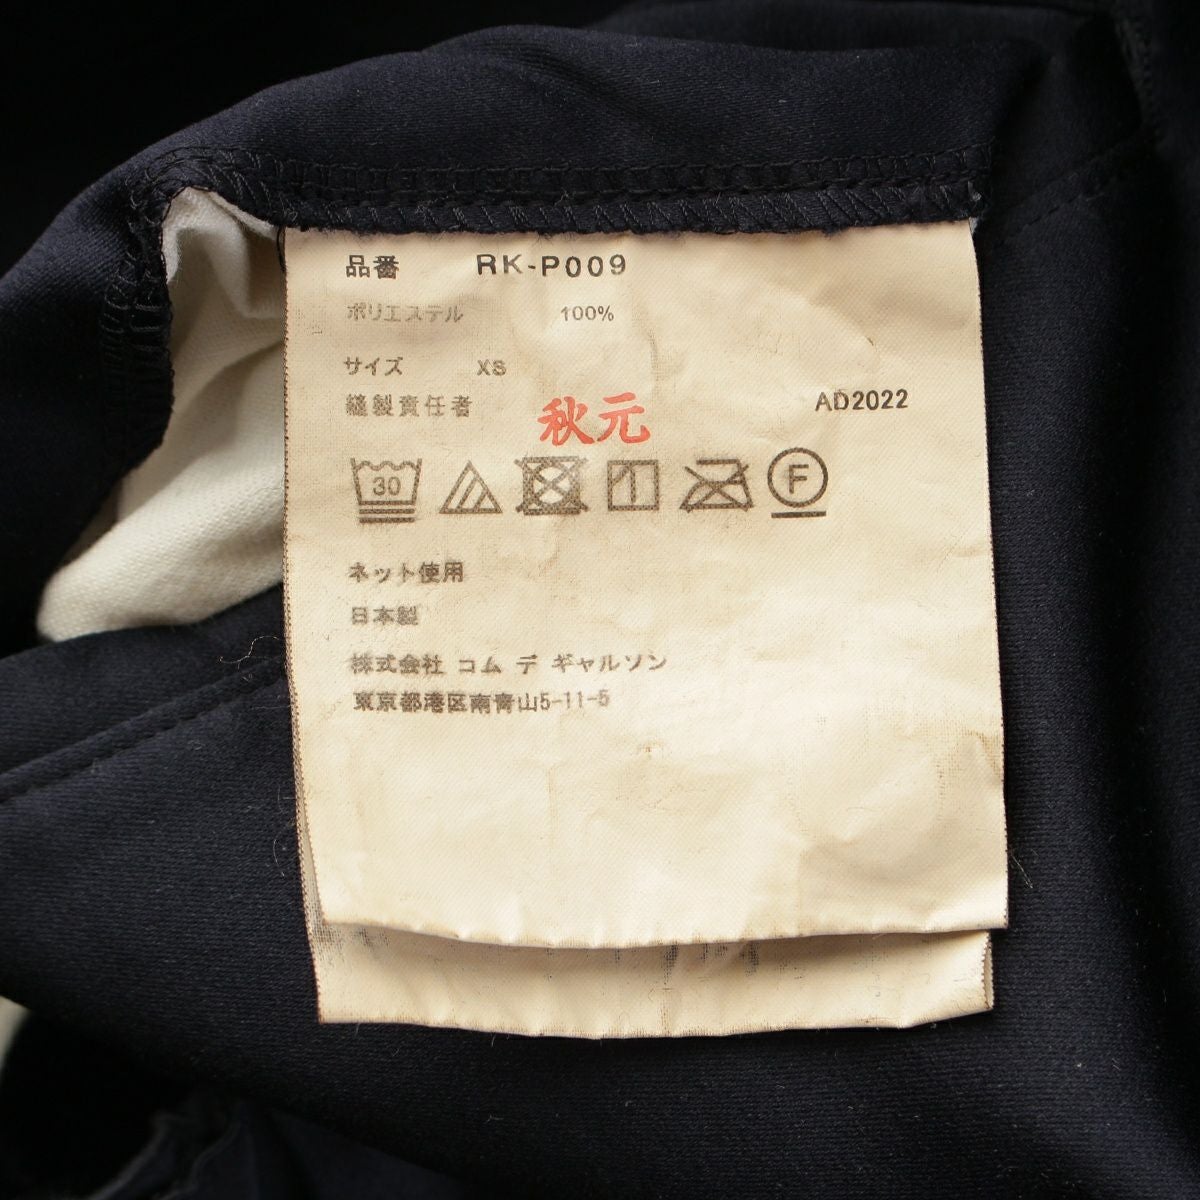 品番 RK-P009
ポリエステル 100%
サイズ XS
縫製責任者 秋元 AD2022
30 F
ネット使用
日本製
株式会社 コム デ ギャルソン
東京都港区南青山5-11-5